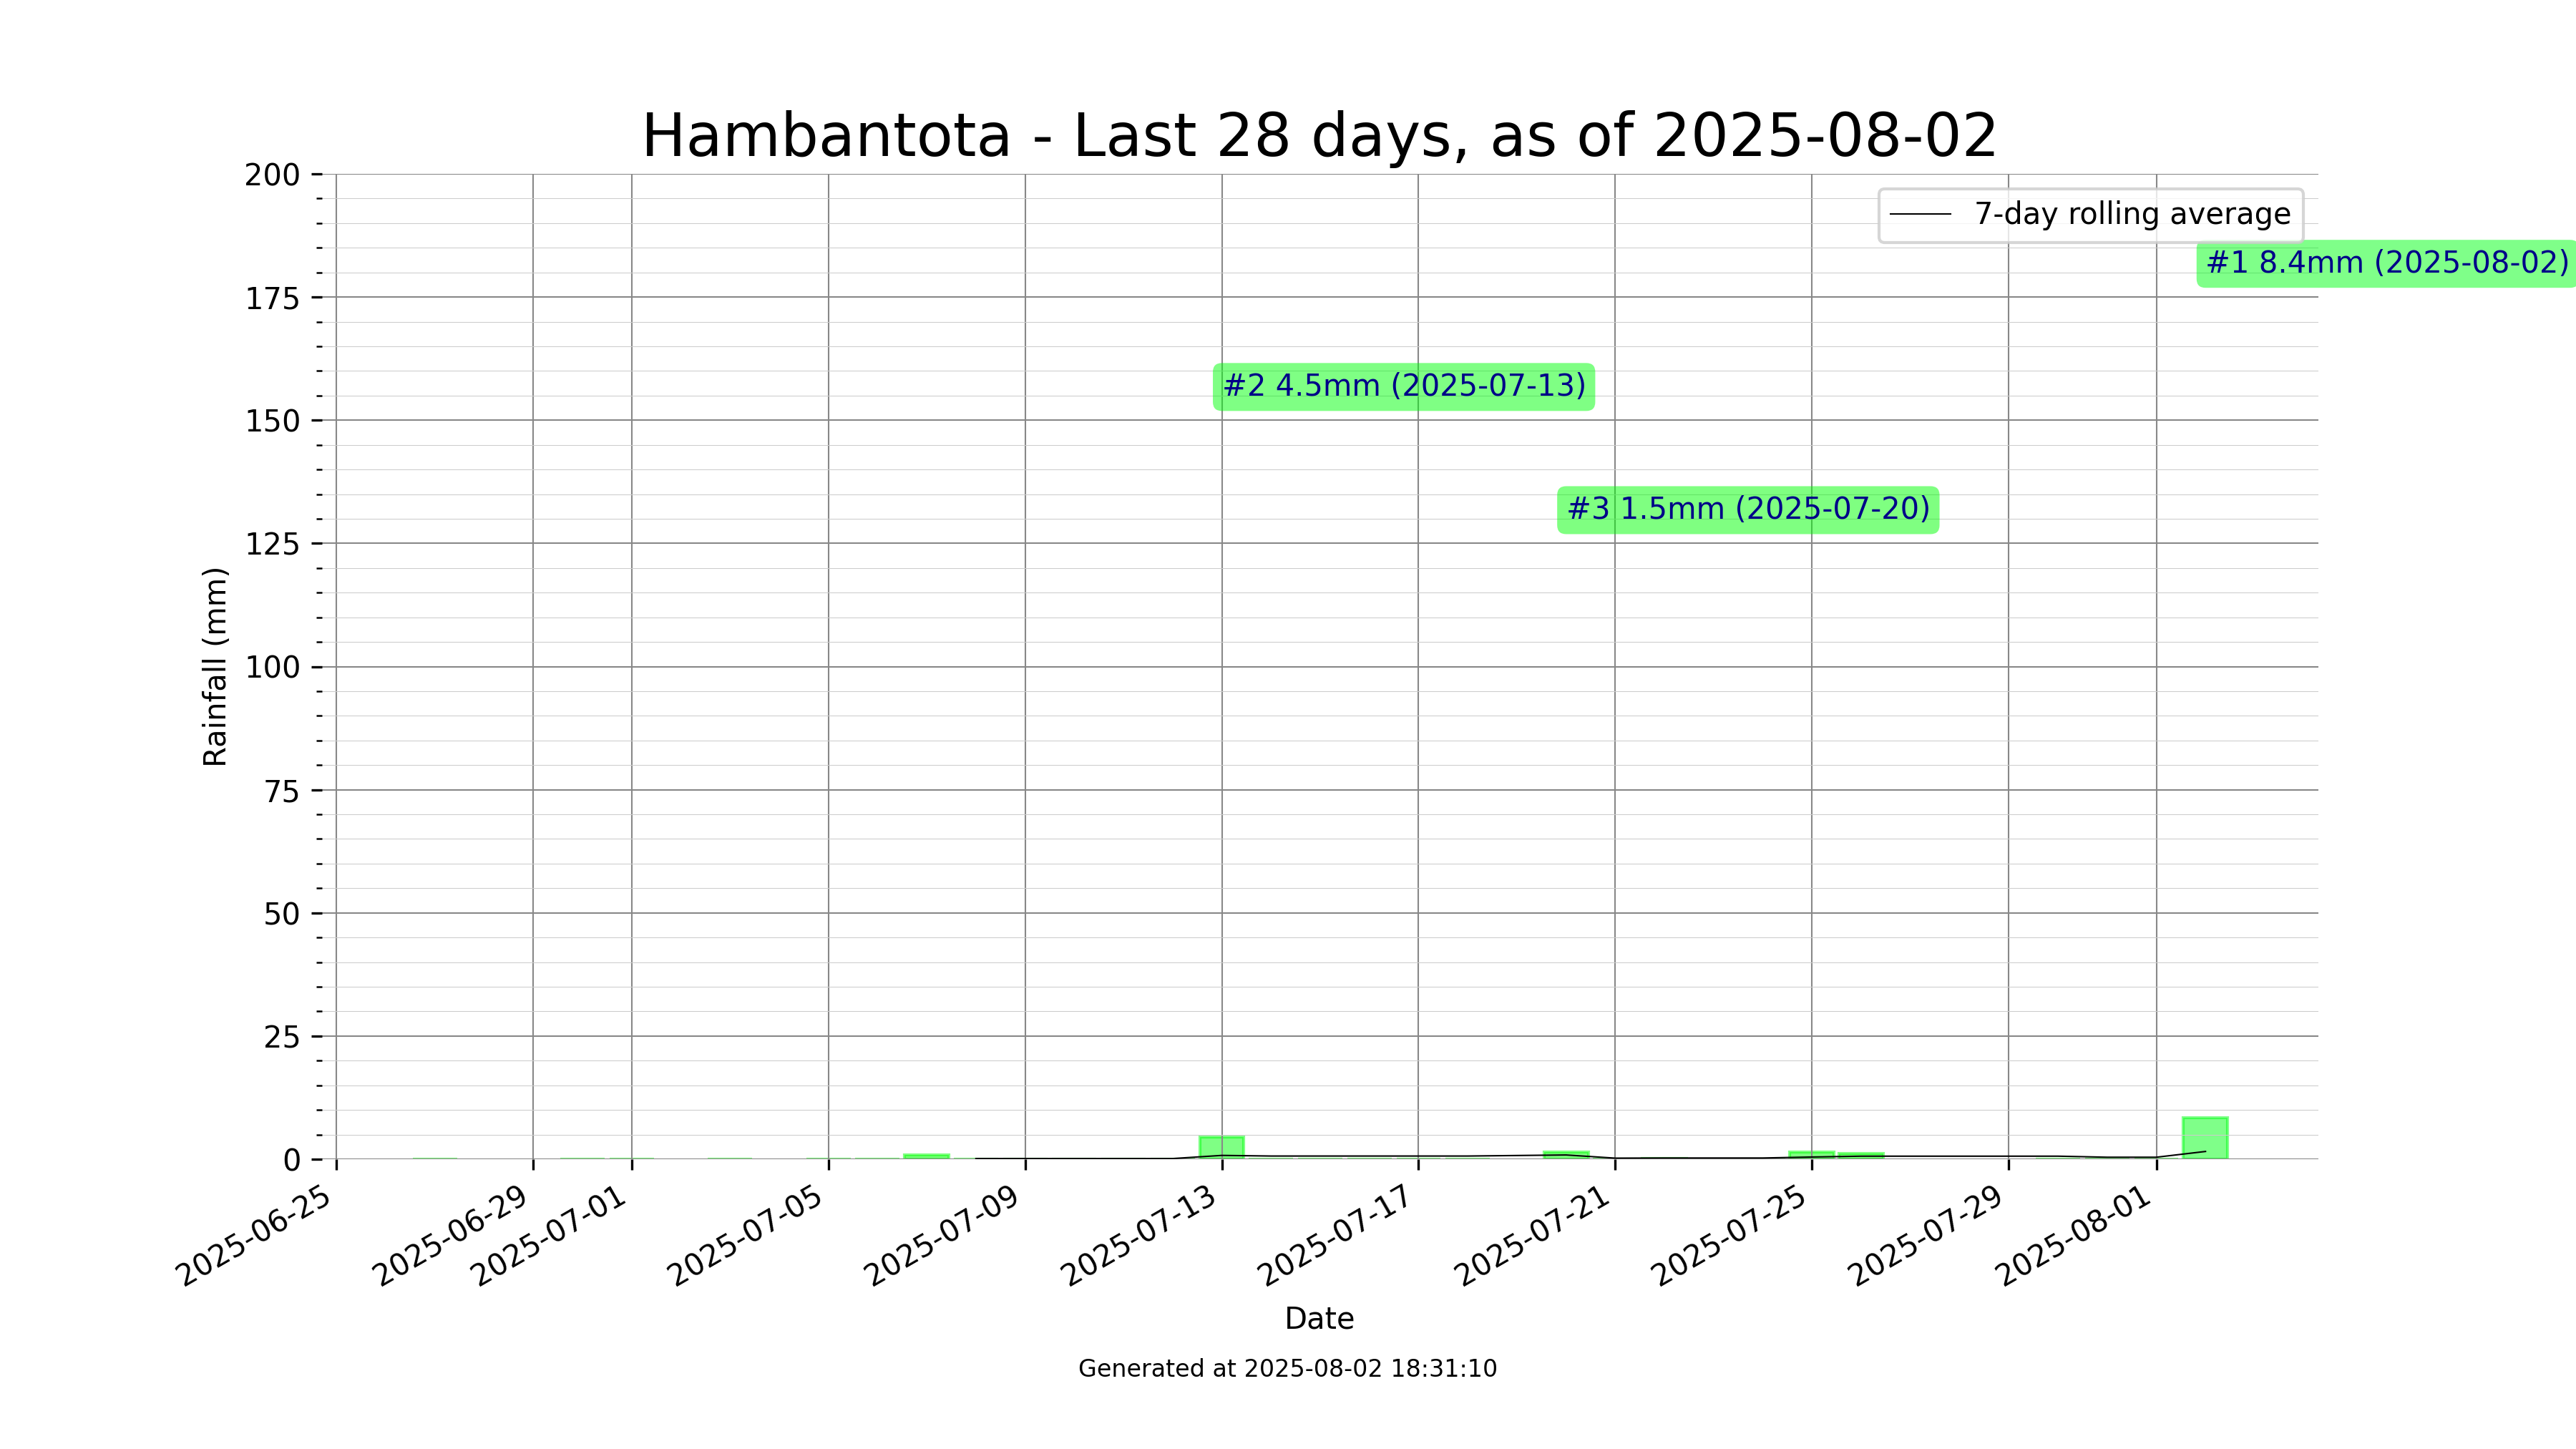 Hambantota - Last 28 days, as of 2025-08-02
200
175
150
125
100
75
50
25
0
Rainfall (mm)
7-day rolling average
#1 8.4mm (2025-08-02)
#2 4.5mm (2025-07-13)
#3 1.5mm (2025-07-20)
2025-06-25
2025-06-29
2025-07-01
2025-07-05
2025-07-09
2025-07-13
2025-07-17
2025-07-21
2025-07-25
2025-07-29
2025-08-01
Date
Generated at 2025-08-02 18:31:10